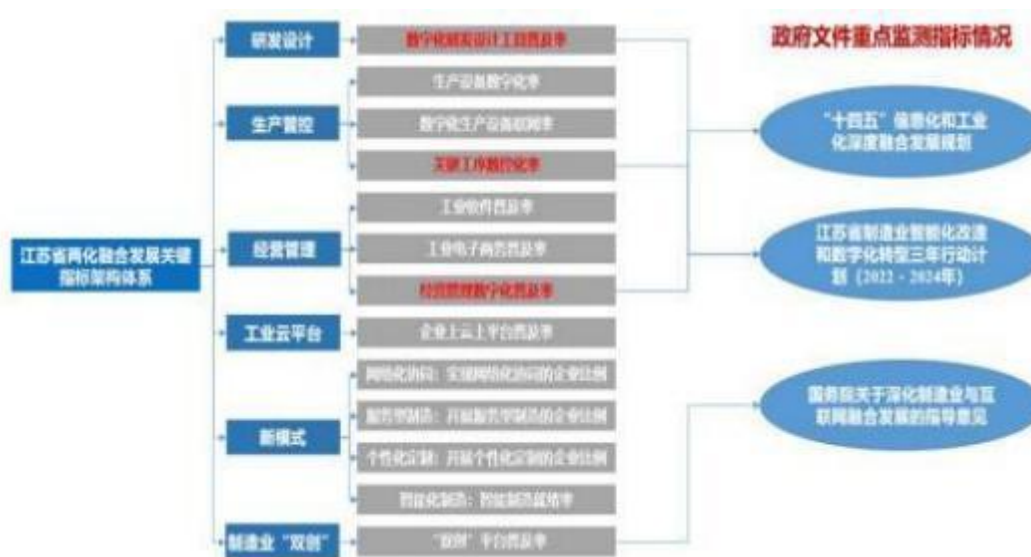 政府文件重点监测指标情况
江苏省两化融合发展关键
指标架构体系
研发设计
数字化研发设计工具普及率
生产管控
生产设备数字化率
数字化生产设备联网率
关键工序数控化率
经营管理
工业软件普及率
工业电子商务普及率
经营管理数字化普及率
工业云平台
企业上云上平台普及率
新模式
网络化协同：实现网络化协同的企业比例
服务型制造：开展服务型制造的企业比例
个性化定制：开展个性化定制的企业比例
智能化制造：智能制造就绪率
制造业“双创”
“双创”平台普及率
“十四五”信息化和工业
化深度融合发展规划
江苏省制造业智能化改造
和数字化转型三年行动计
划（2022 - 2024年）
国务院关于深化制造业与互
联网融合发展的指导意见